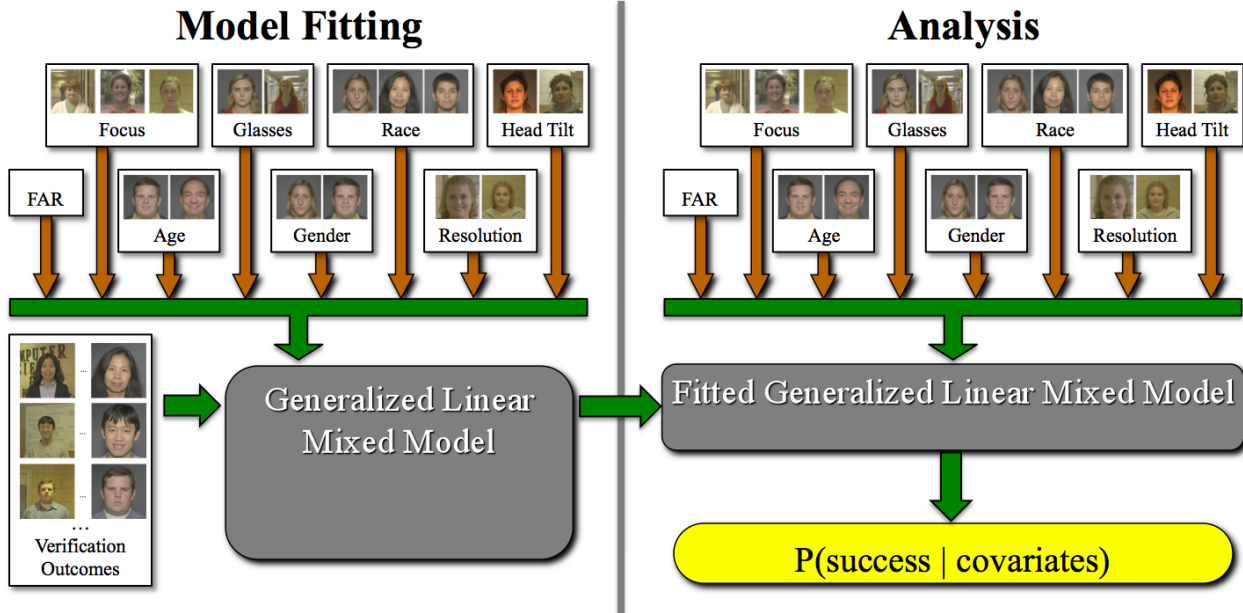 Model Fitting
Focus
Glasses
Race
Head Tilt
FAR
Age
Gender
Resolution
...
...
...
...
Verification
Outcomes
Generalized Linear
Mixed Model
Analysis
Focus
Glasses
Race
Head Tilt
FAR
Age
Gender
Resolution
Fitted Generalized Linear Mixed Model
P(success | covariates)